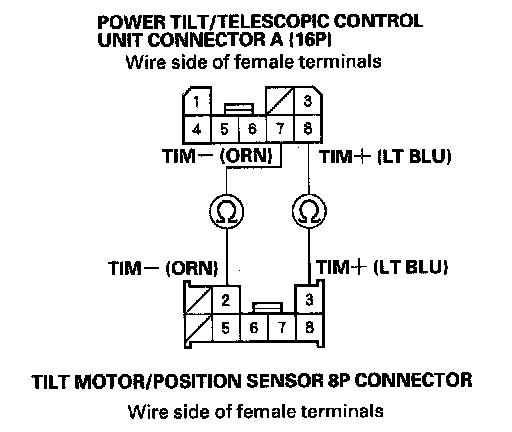 POWER TILT/TELESCOPIC CONTROL
UNIT CONNECTOR A (16P)
Wire side of female terminals
1 3
4 5 6 7 8
TIM— (ORN) TIM+ (LT BLU)
Ω Ω
TIM— (ORN) TIM+ (LT BLU)
2 3
5 6 7 8
TILT MOTOR/POSITION SENSOR 8P CONNECTOR
Wire side of female terminals